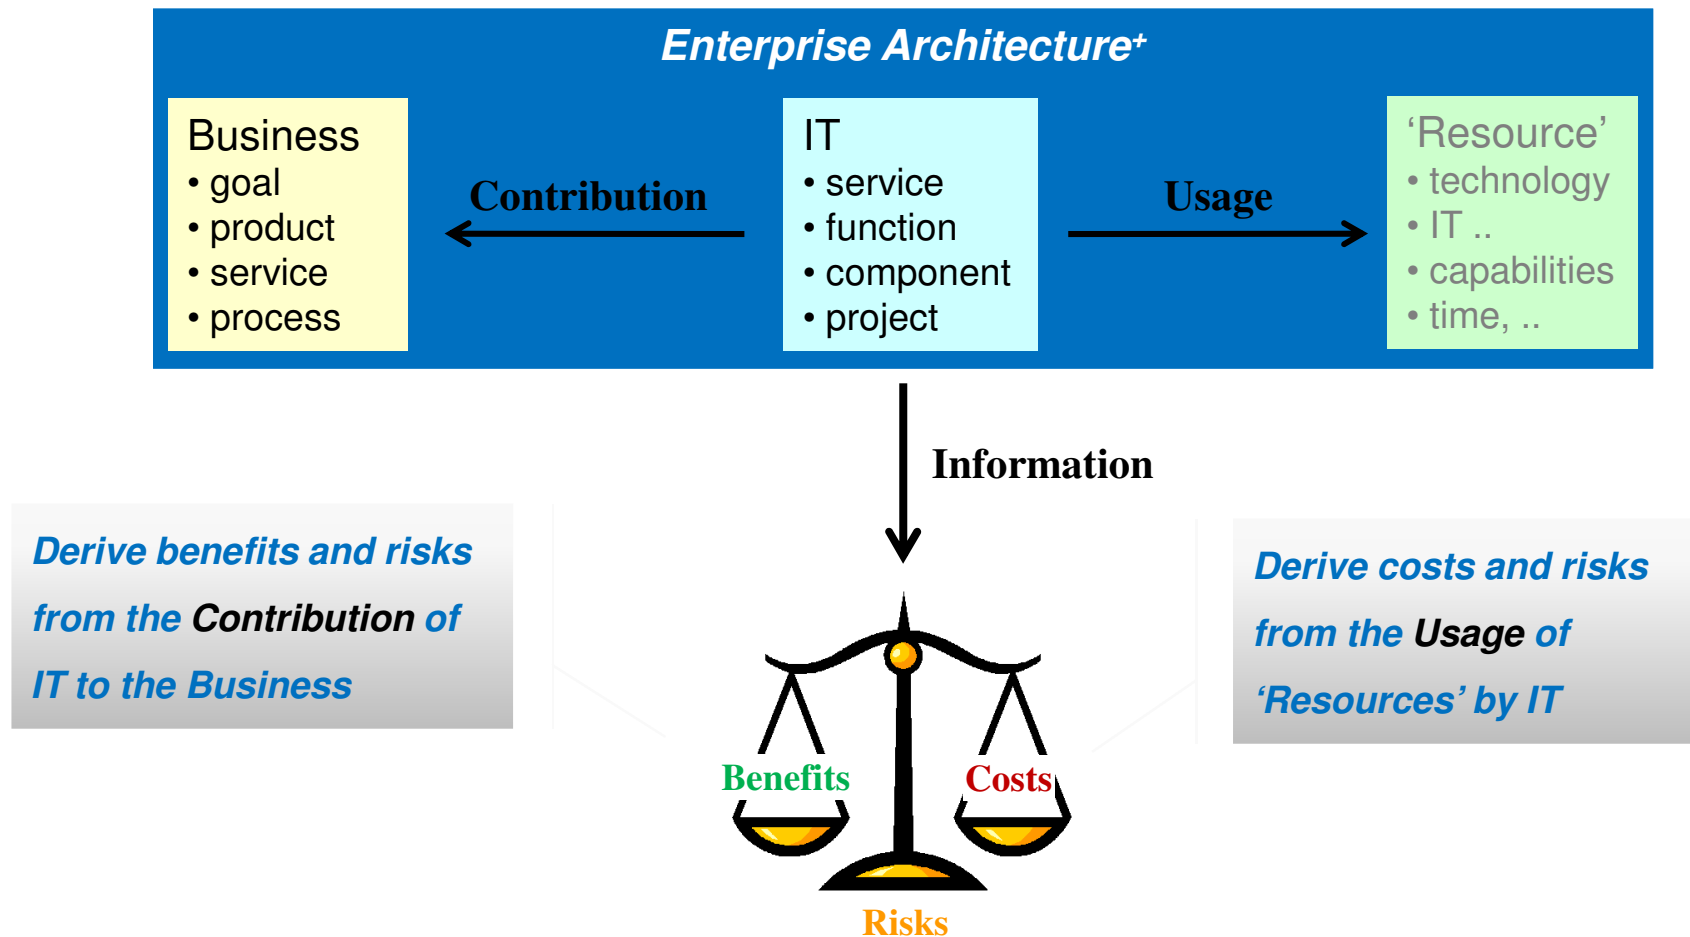 Enterprise Architecture+
Business
• goal
• product
• service
• process
Contribution
IT
• service
• function
• component
• project
Usage
‘Resource’
• technology
• IT ..
• capabilities
• time, ..
Information
Derive benefits and risks
from the Contribution of
IT to the Business
Derive costs and risks
from the Usage of
‘Resources’ by IT
Benefits
Costs
Risks